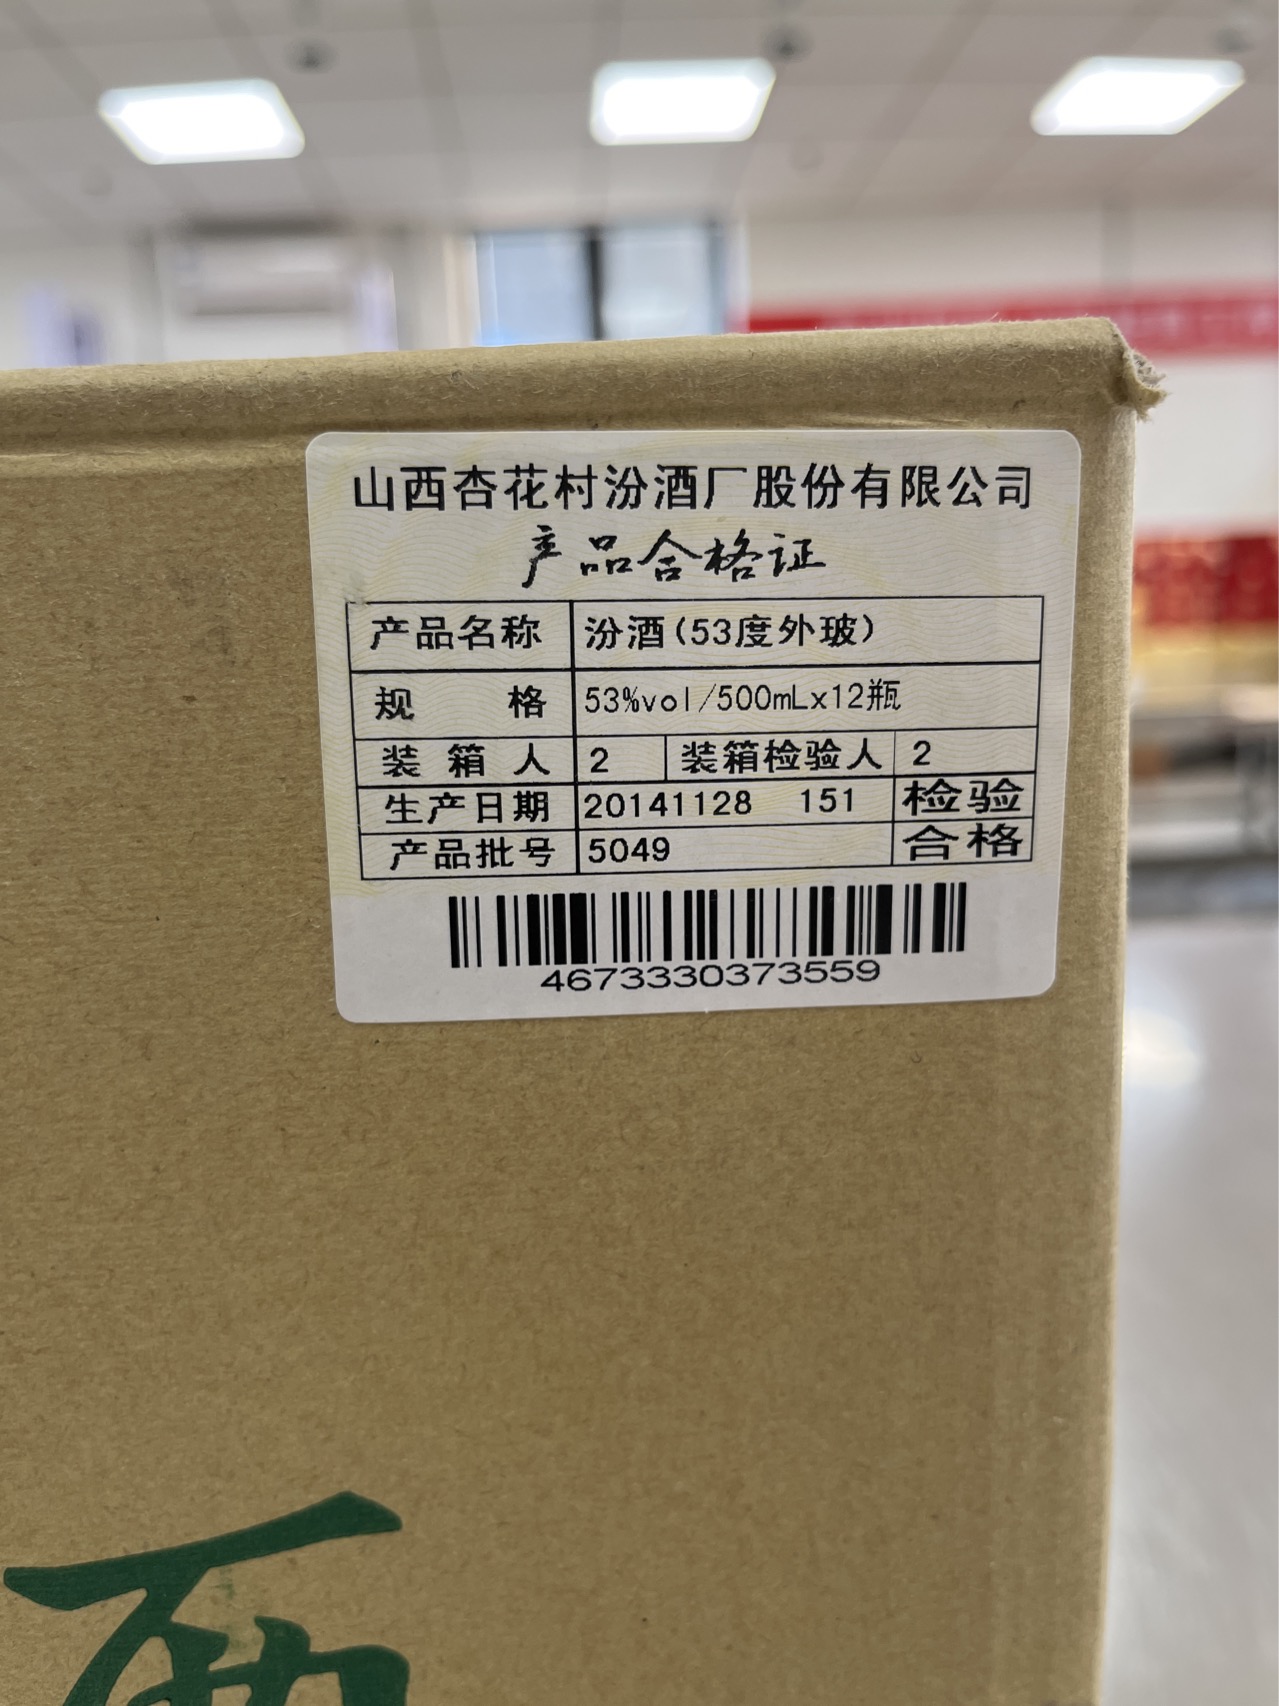 山西杏花村汾酒厂股份有限公司
产品合格证
产品名称 汾酒(53度外玻)
规 格 53%vol/500mLx12瓶
装 箱 人 2 装箱检验人 2
生产日期 20141128 151 检验
产品批号 5049 合格
4673330373559
西